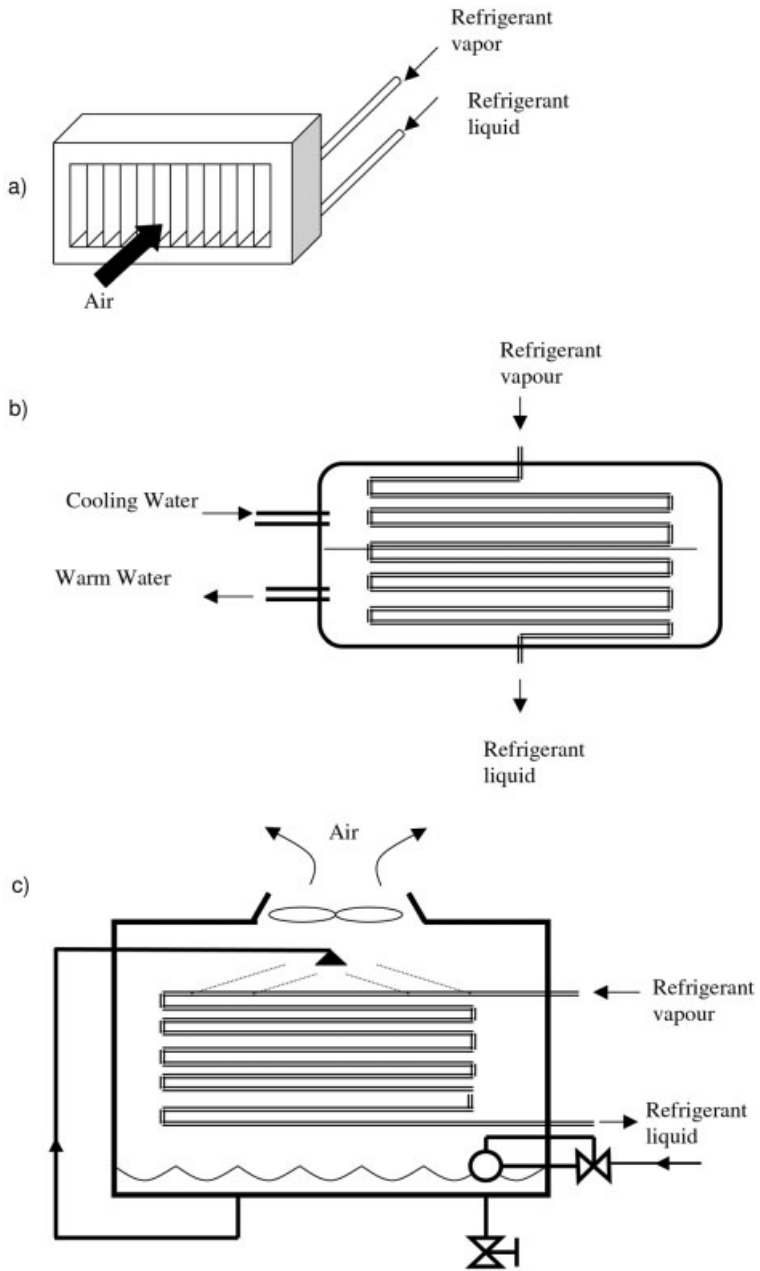 Refrigerant
vapor
Refrigerant
liquid
a)
Air
Refrigerant
vapour
b)
Cooling Water
Warm Water
Refrigerant
liquid
Air
c)
Refrigerant
vapour
Refrigerant
liquid